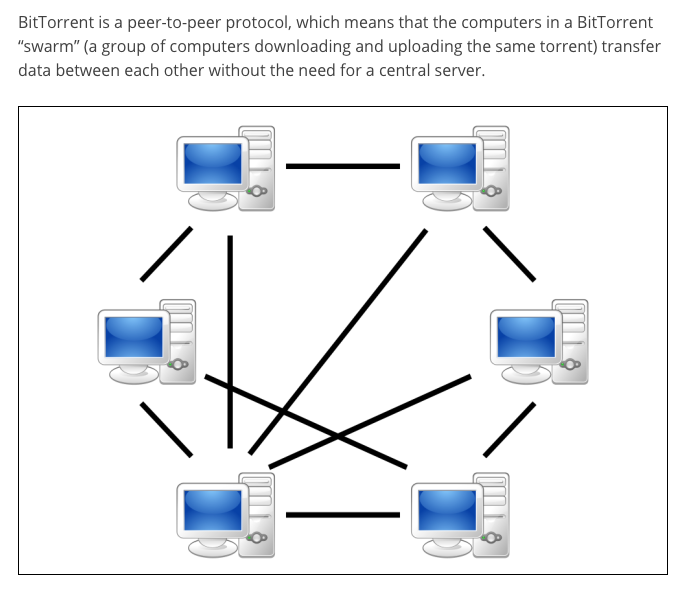 BitTorrent is a peer-to-peer protocol, which means that the computers in a BitTorrent
“swarm” (a group of computers downloading and uploading the same torrent) transfer
data between each other without the need for a central server.